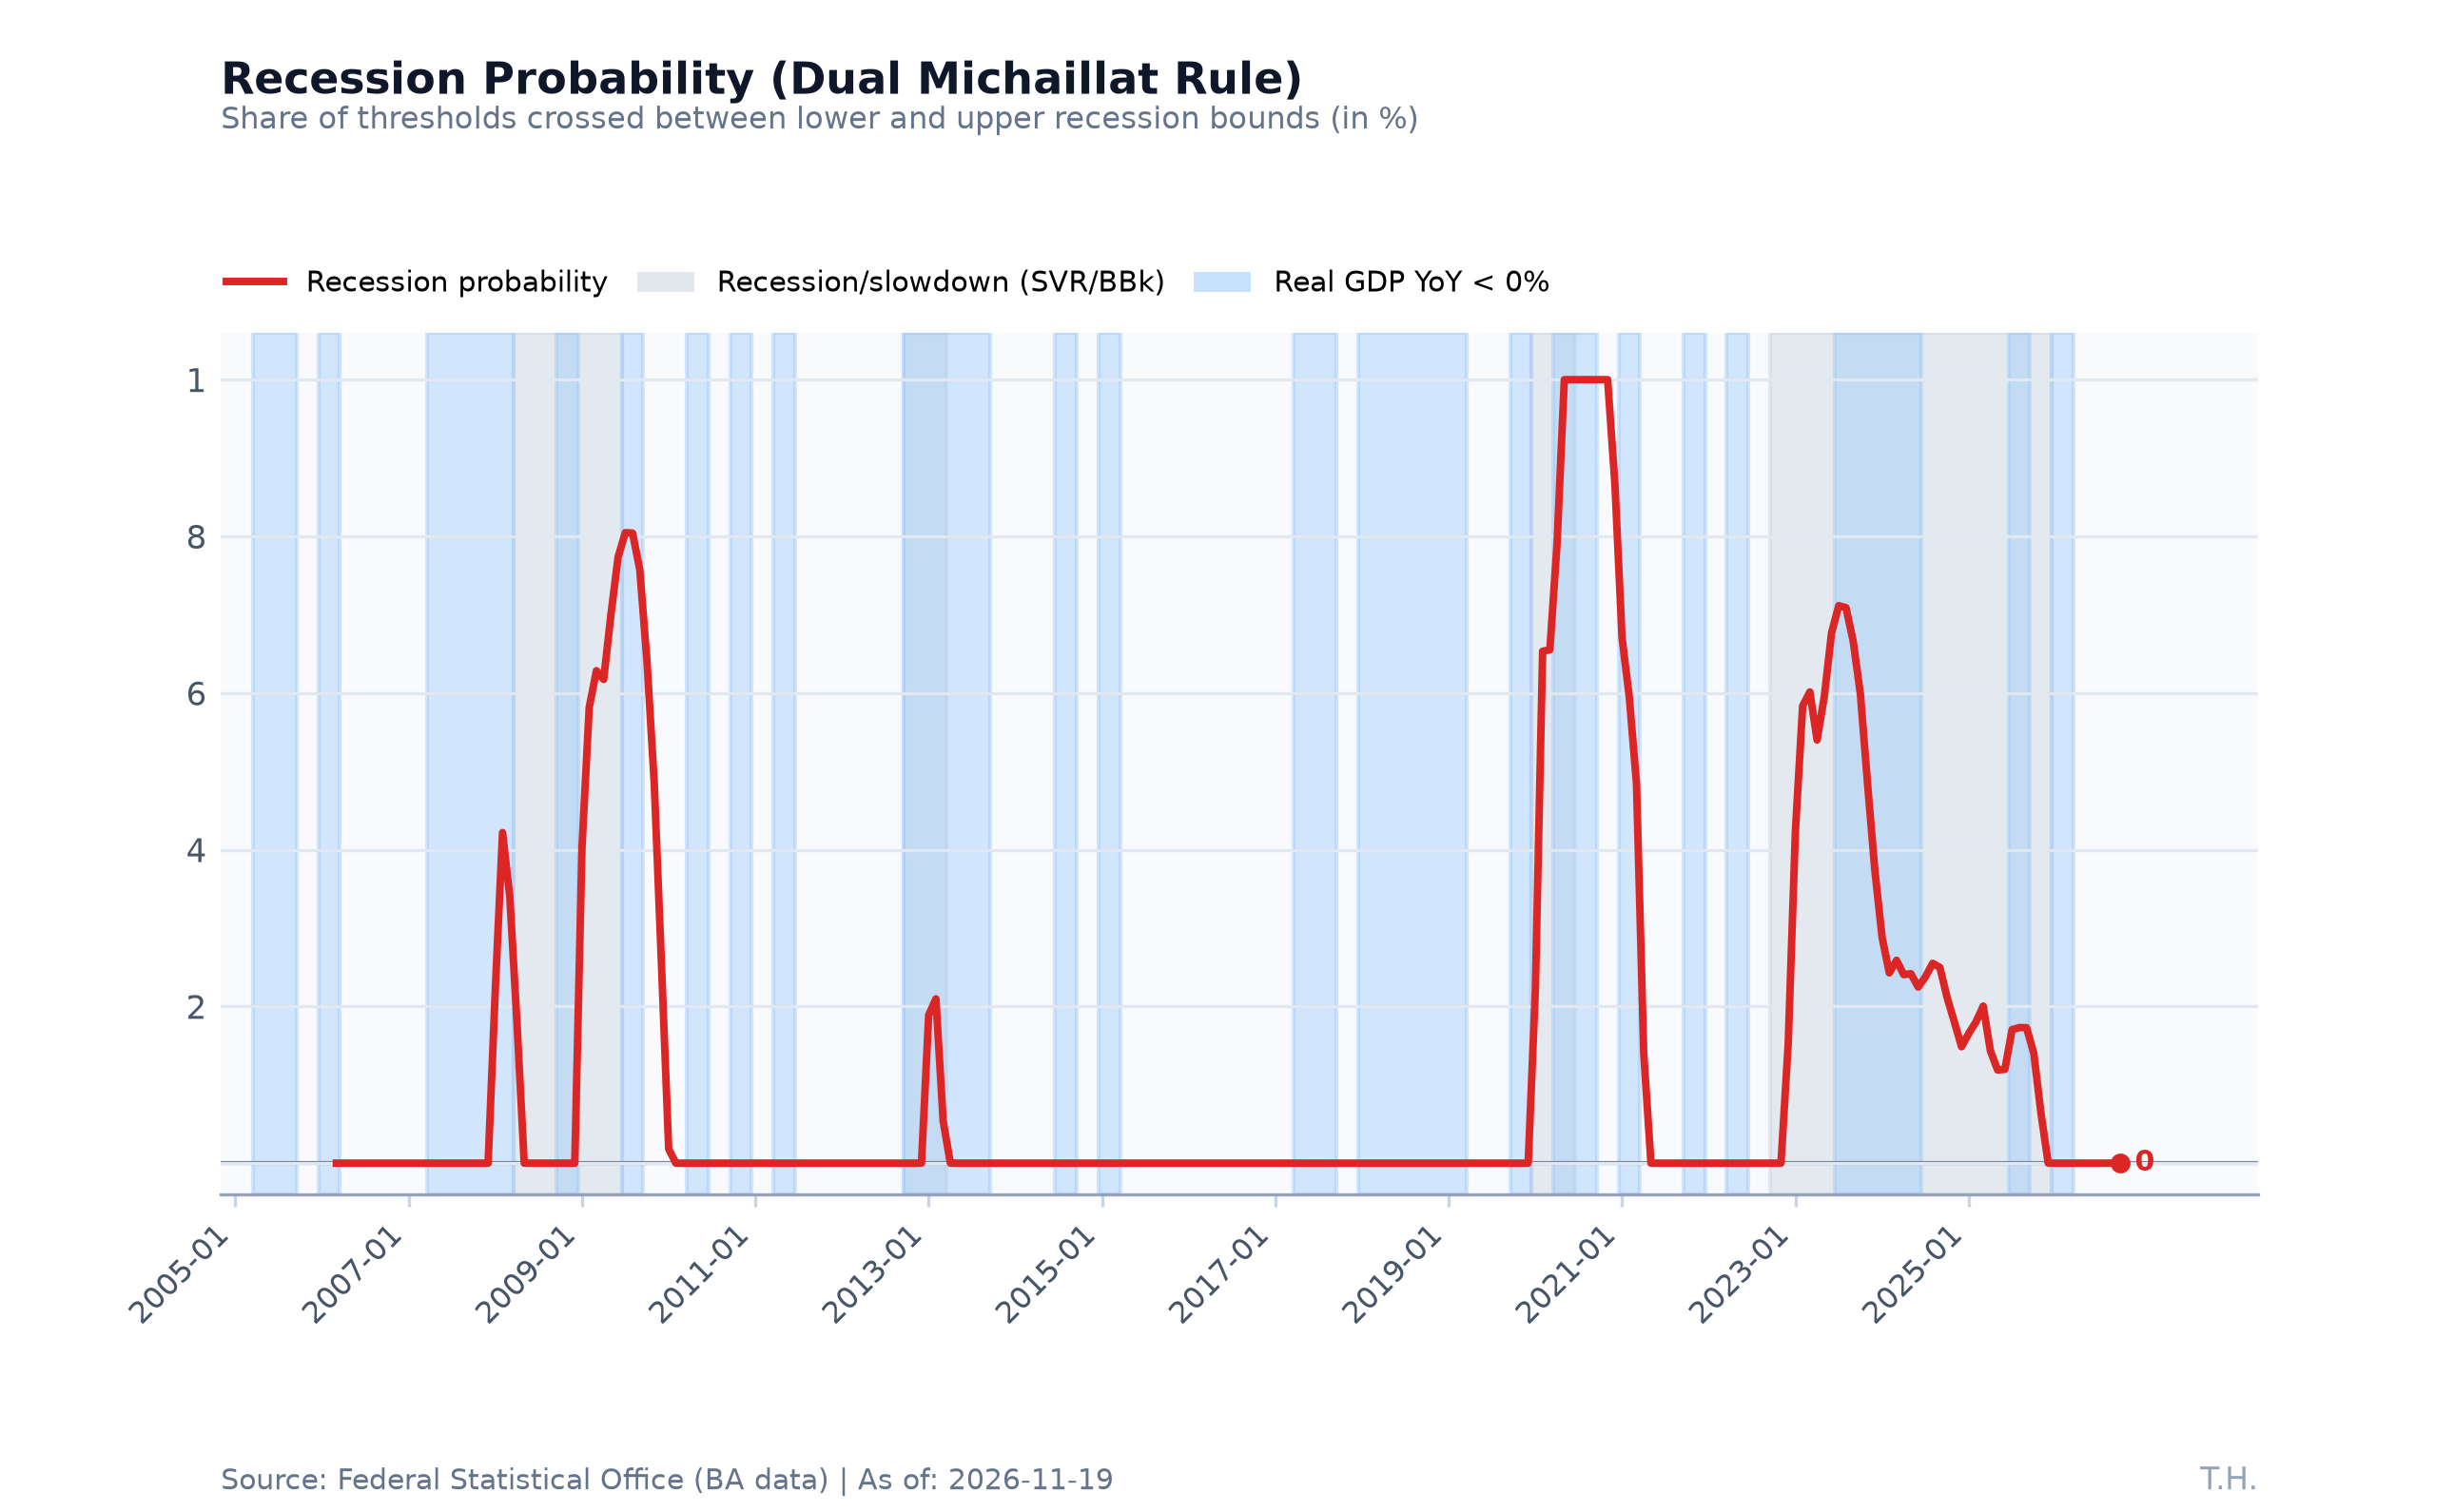 Recession Probability (Dual Michaillat Rule)
Share of thresholds crossed between lower and upper recession bounds (in %)
Recession probability Recession/slowdown (SVR/BBk) Real GDP YoY < 0%
1
8
6
4
2
0
2005-01 2007-01 2009-01 2011-01 2013-01 2015-01 2017-01 2019-01 2021-01 2023-01 2025-01
Source: Federal Statistical Office (BA data) | As of: 2026-11-19 T.H.